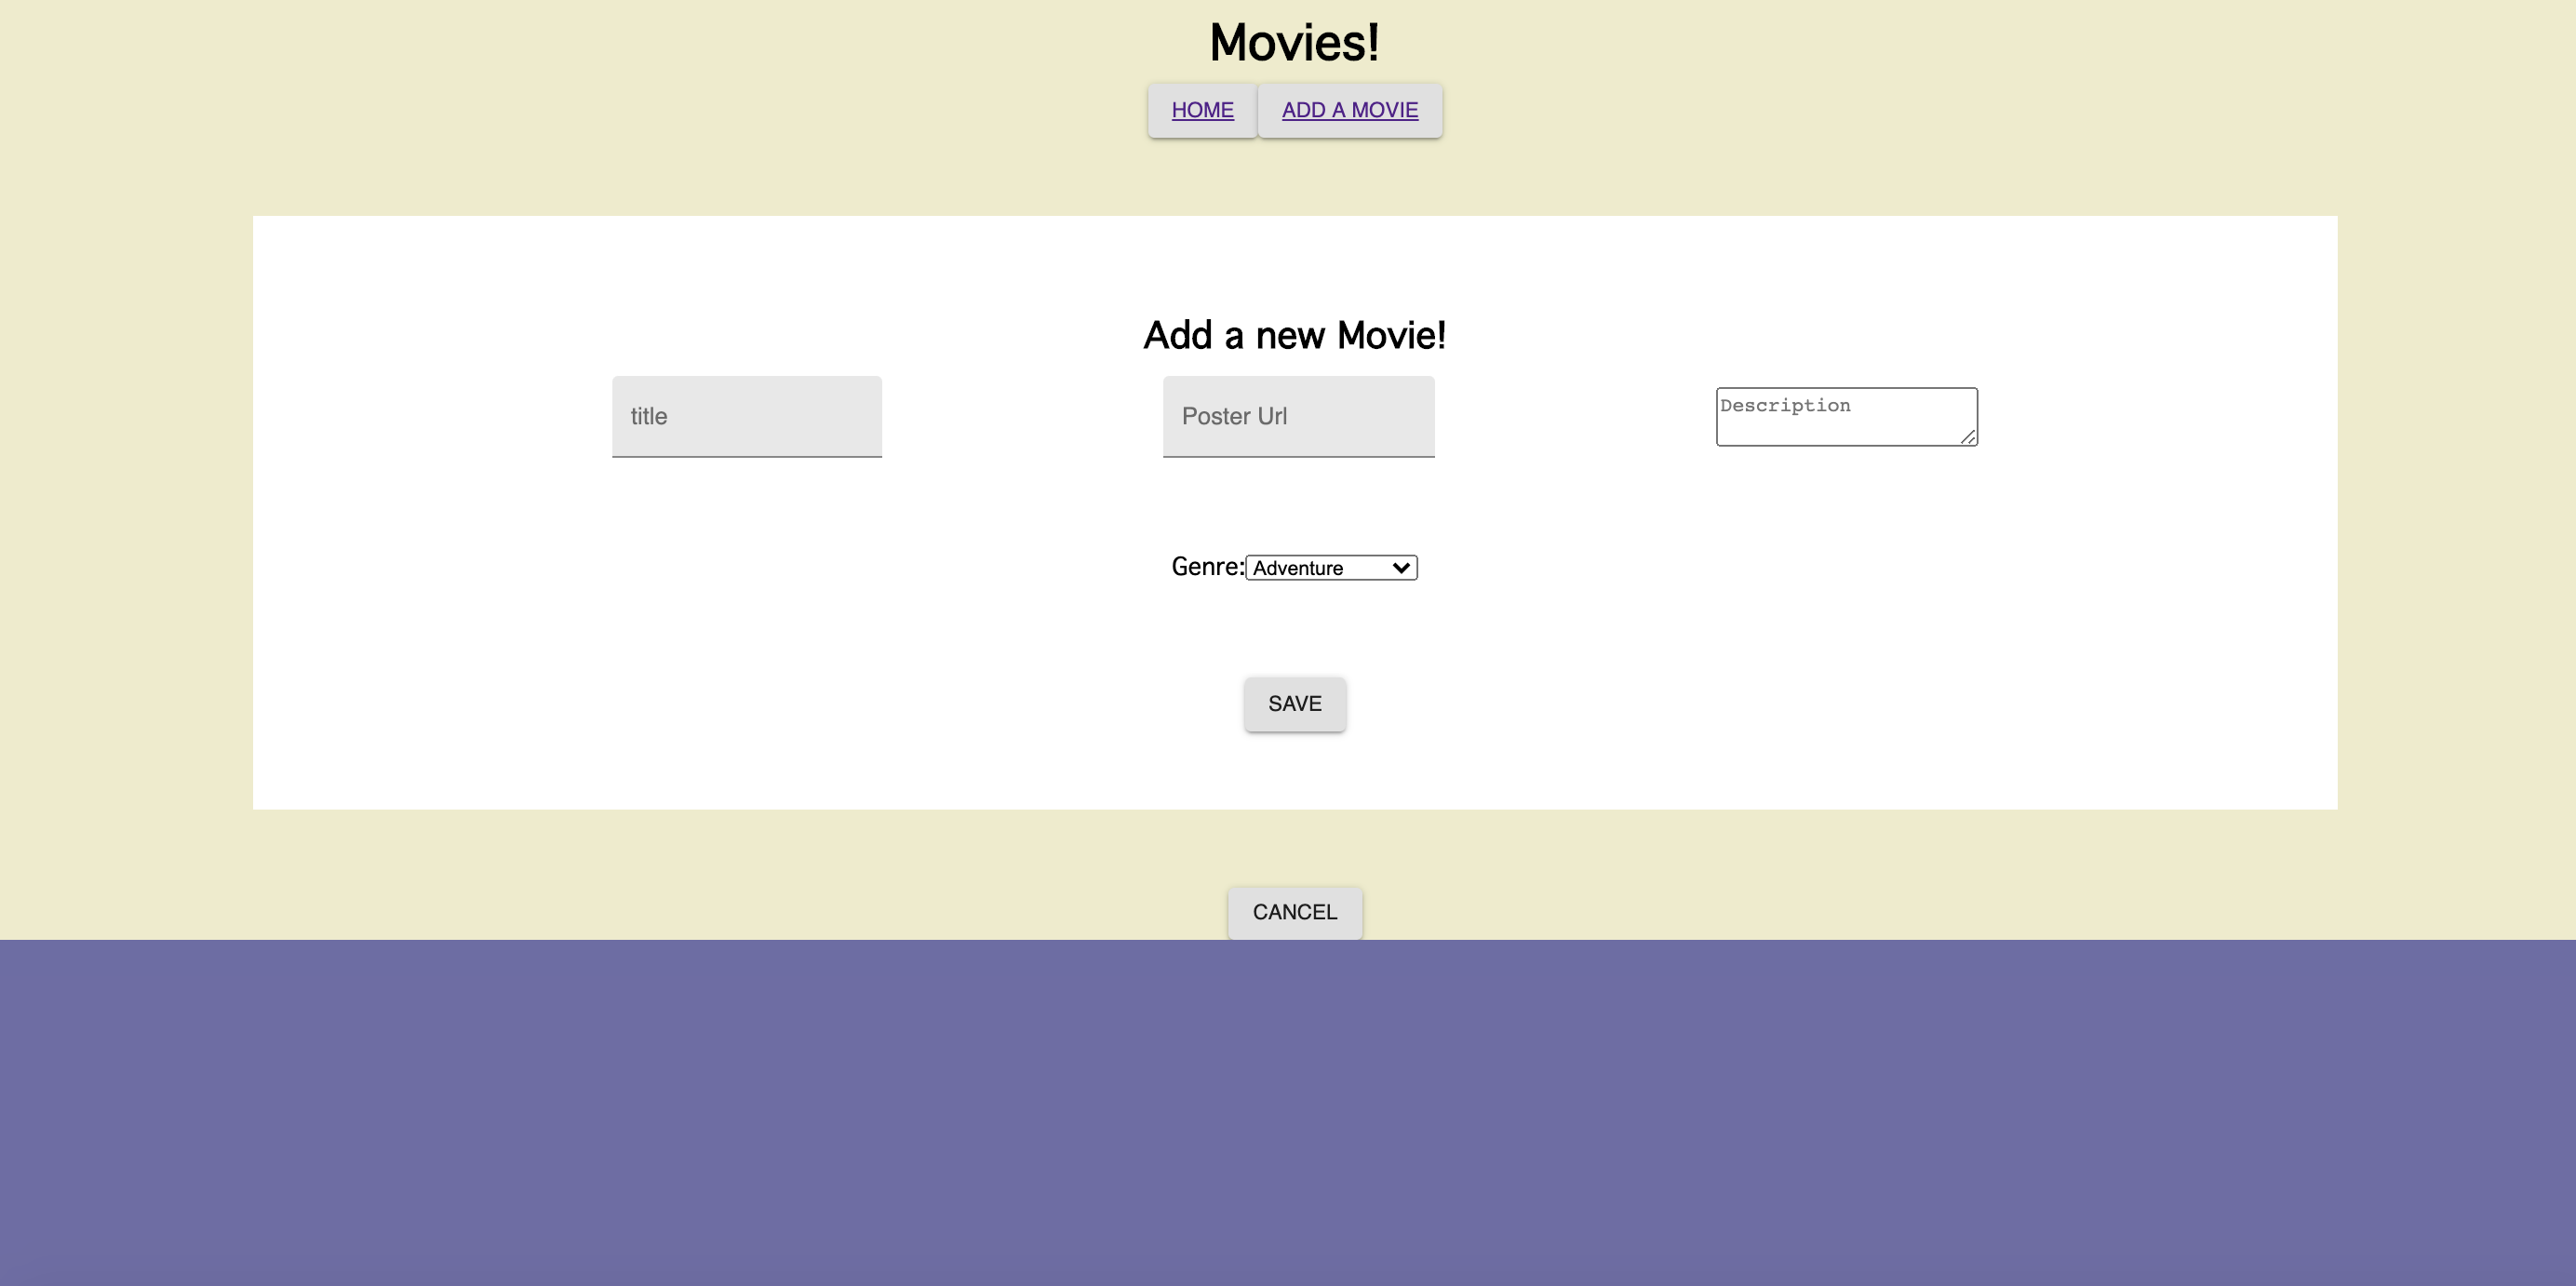 Movies!
HOME ADD A MOVIE
Add a new Movie!
title Poster Url Description
Genre: Adventure
SAVE
CANCEL